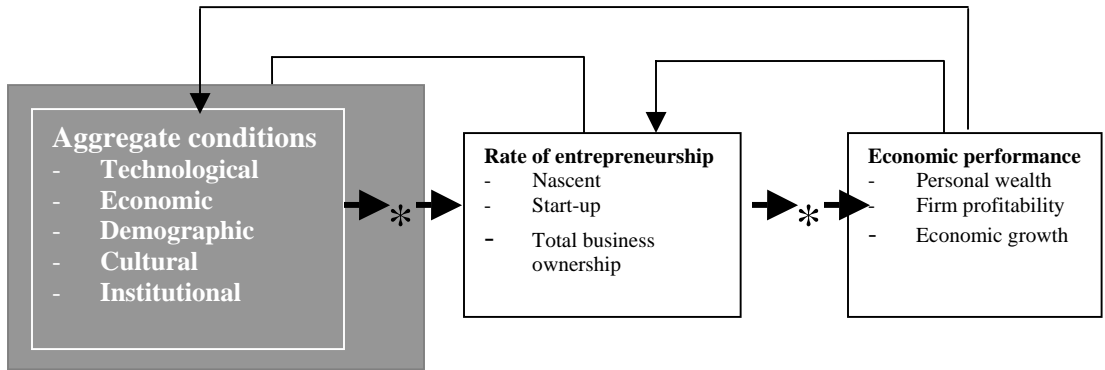 Aggregate conditions
- Technological
- Economic
- Demographic
- Cultural
- Institutional
*
Rate of entrepreneurship
- Nascent
- Start-up
- Total business
ownership
*
Economic performance
- Personal wealth
- Firm profitability
- Economic growth